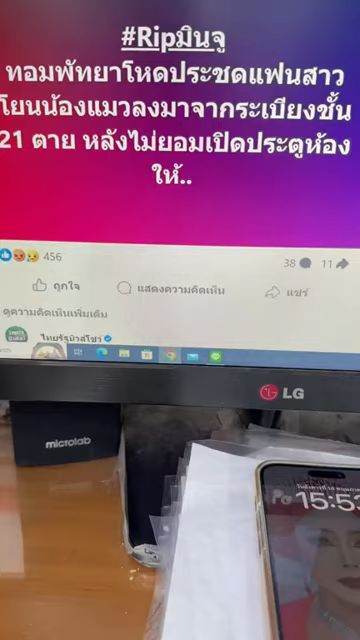 #Ripมินจู
ทอมพัทยาโหดประชดแฟนสาว
โยนน้องแมวลงมาจากระเบียงชั้น
21 ตาย หลังไม่ยอมเปิดประตูห้อง
ให้..
456
38
11
ถูกใจ
แสดงความคิดเห็น
แชร์
ดูความคิดเห็นเพิ่มเติม
ไทยรัฐนิวส์โชว์
LG
microlab
15:53